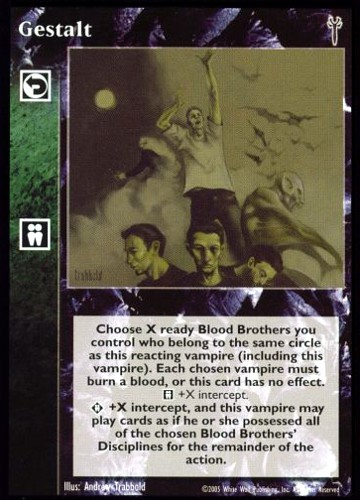 Gestalt
Trabbold
Choose X ready Blood Brothers you
control who belong to the same circle
as this reacting vampire (including this
vampire). Each chosen vampire must
burn a blood, or this card has no effect.
+X intercept.
+X intercept, and this vampire may
play cards as if he or she possessed all
of the chosen Blood Brothers'
Disciplines for the remainder of the
action.
Illus: Andrew Trabbold ©2005 White Wolf Publishing, Inc. All Rights Reserved